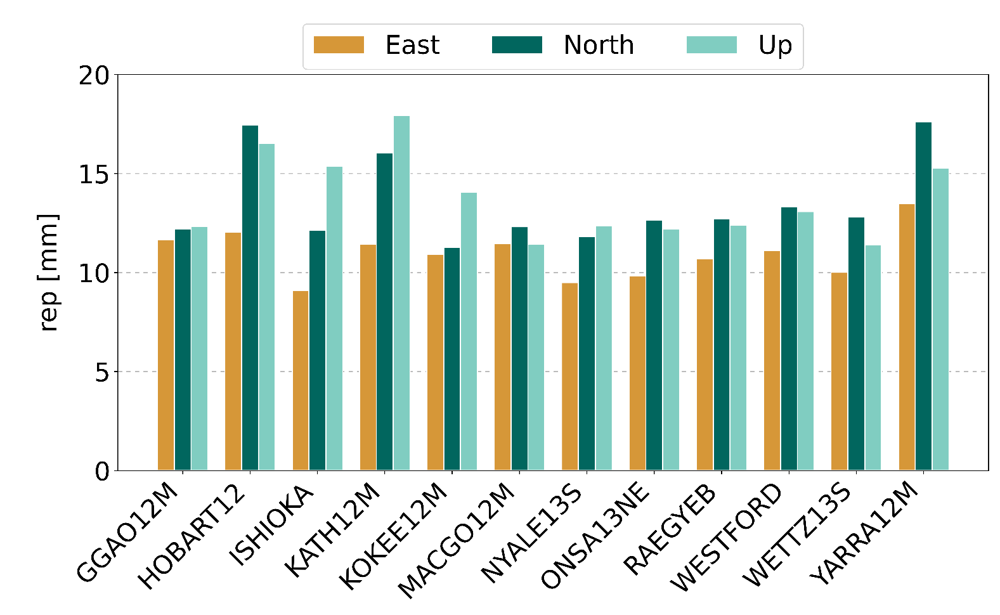 East North Up
20
15
10
5
0
rep [mm]
GGAO12M
HOBART12
ISHIOKA
KATH12M
KOKEE12M
MACGO12M
NYALE13S
ONSA13NE
RAEGYEB
WESTFORD
WETTZ13S
YARRA12M